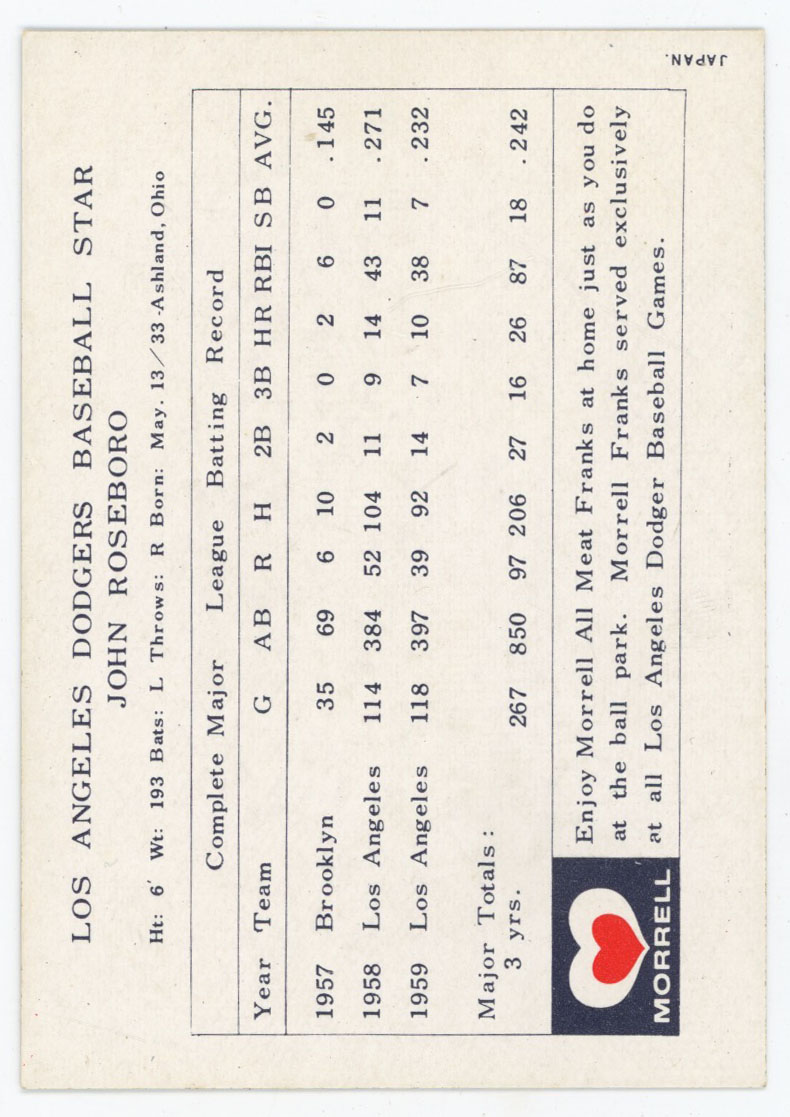 LOS ANGELES DODGERS BASEBALL STAR
JOHN ROSEBORO
Ht: 6′ Wt: 193 Bats: L Throws: R Born: May. 13/33-Ashland, Ohio
Complete Major League Batting Record
Year Team G AB R H 2B 3B HR RBI SB AVG.
1957 Brooklyn 35 69 6 10 2 0 2 6 0 .145
1958 Los Angeles 114 384 52 104 11 9 14 43 11 .271
1959 Los Angeles 118 397 39 92 14 7 10 38 7 .232
Major Totals:
3 yrs. 267 850 97 206 27 16 26 87 18 .242
Enjoy Morrell All Meat Franks at home just as you do
at the ball park. Morrell Franks served exclusively
at all Los Angeles Dodger Baseball Games.
MORRELL
JAPAN.